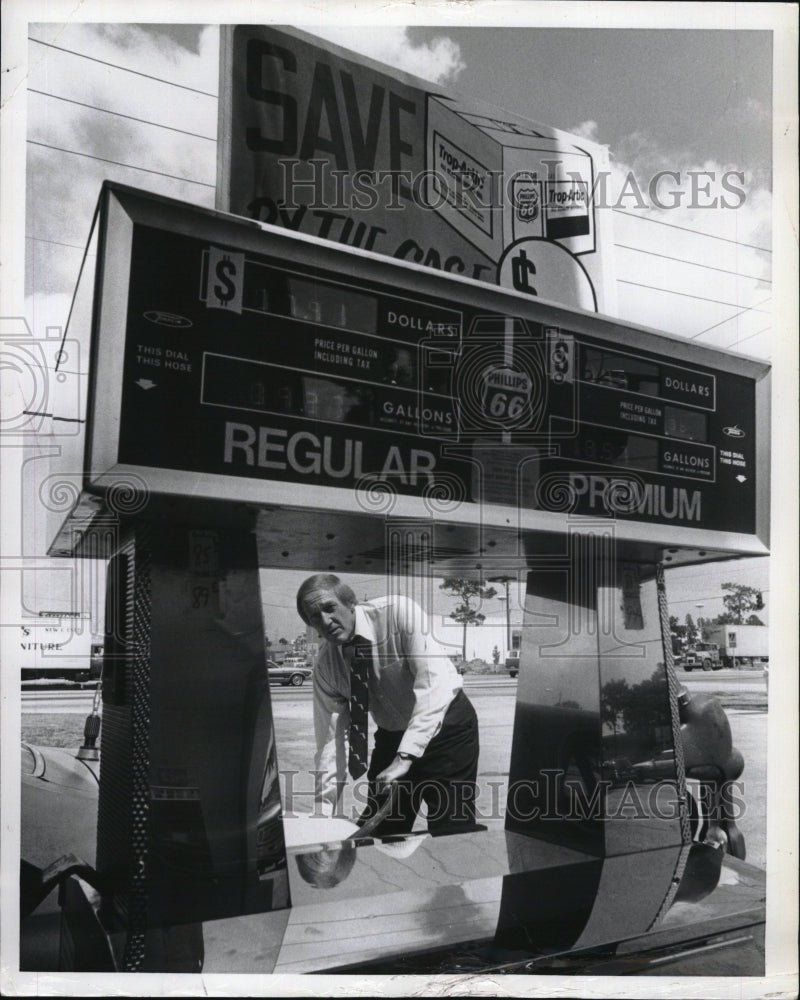 SAVE
BY THE CASE
Trop-Artic
PHILLIPS
66
Trop-Artic
¢
HISTORIC IMAGES
$
DOLLARS
PRICE PER GALLON
INCLUDING TAX
THIS DIAL
THIS HOSE
GALLONS
REGULAR
PHILLIPS
66
$
DOLLARS
PRICE PER GALLON
INCLUDING TAX
THIS DIAL
THIS HOSE
GALLONS
PREMIUM
HISTORIC IMAGES